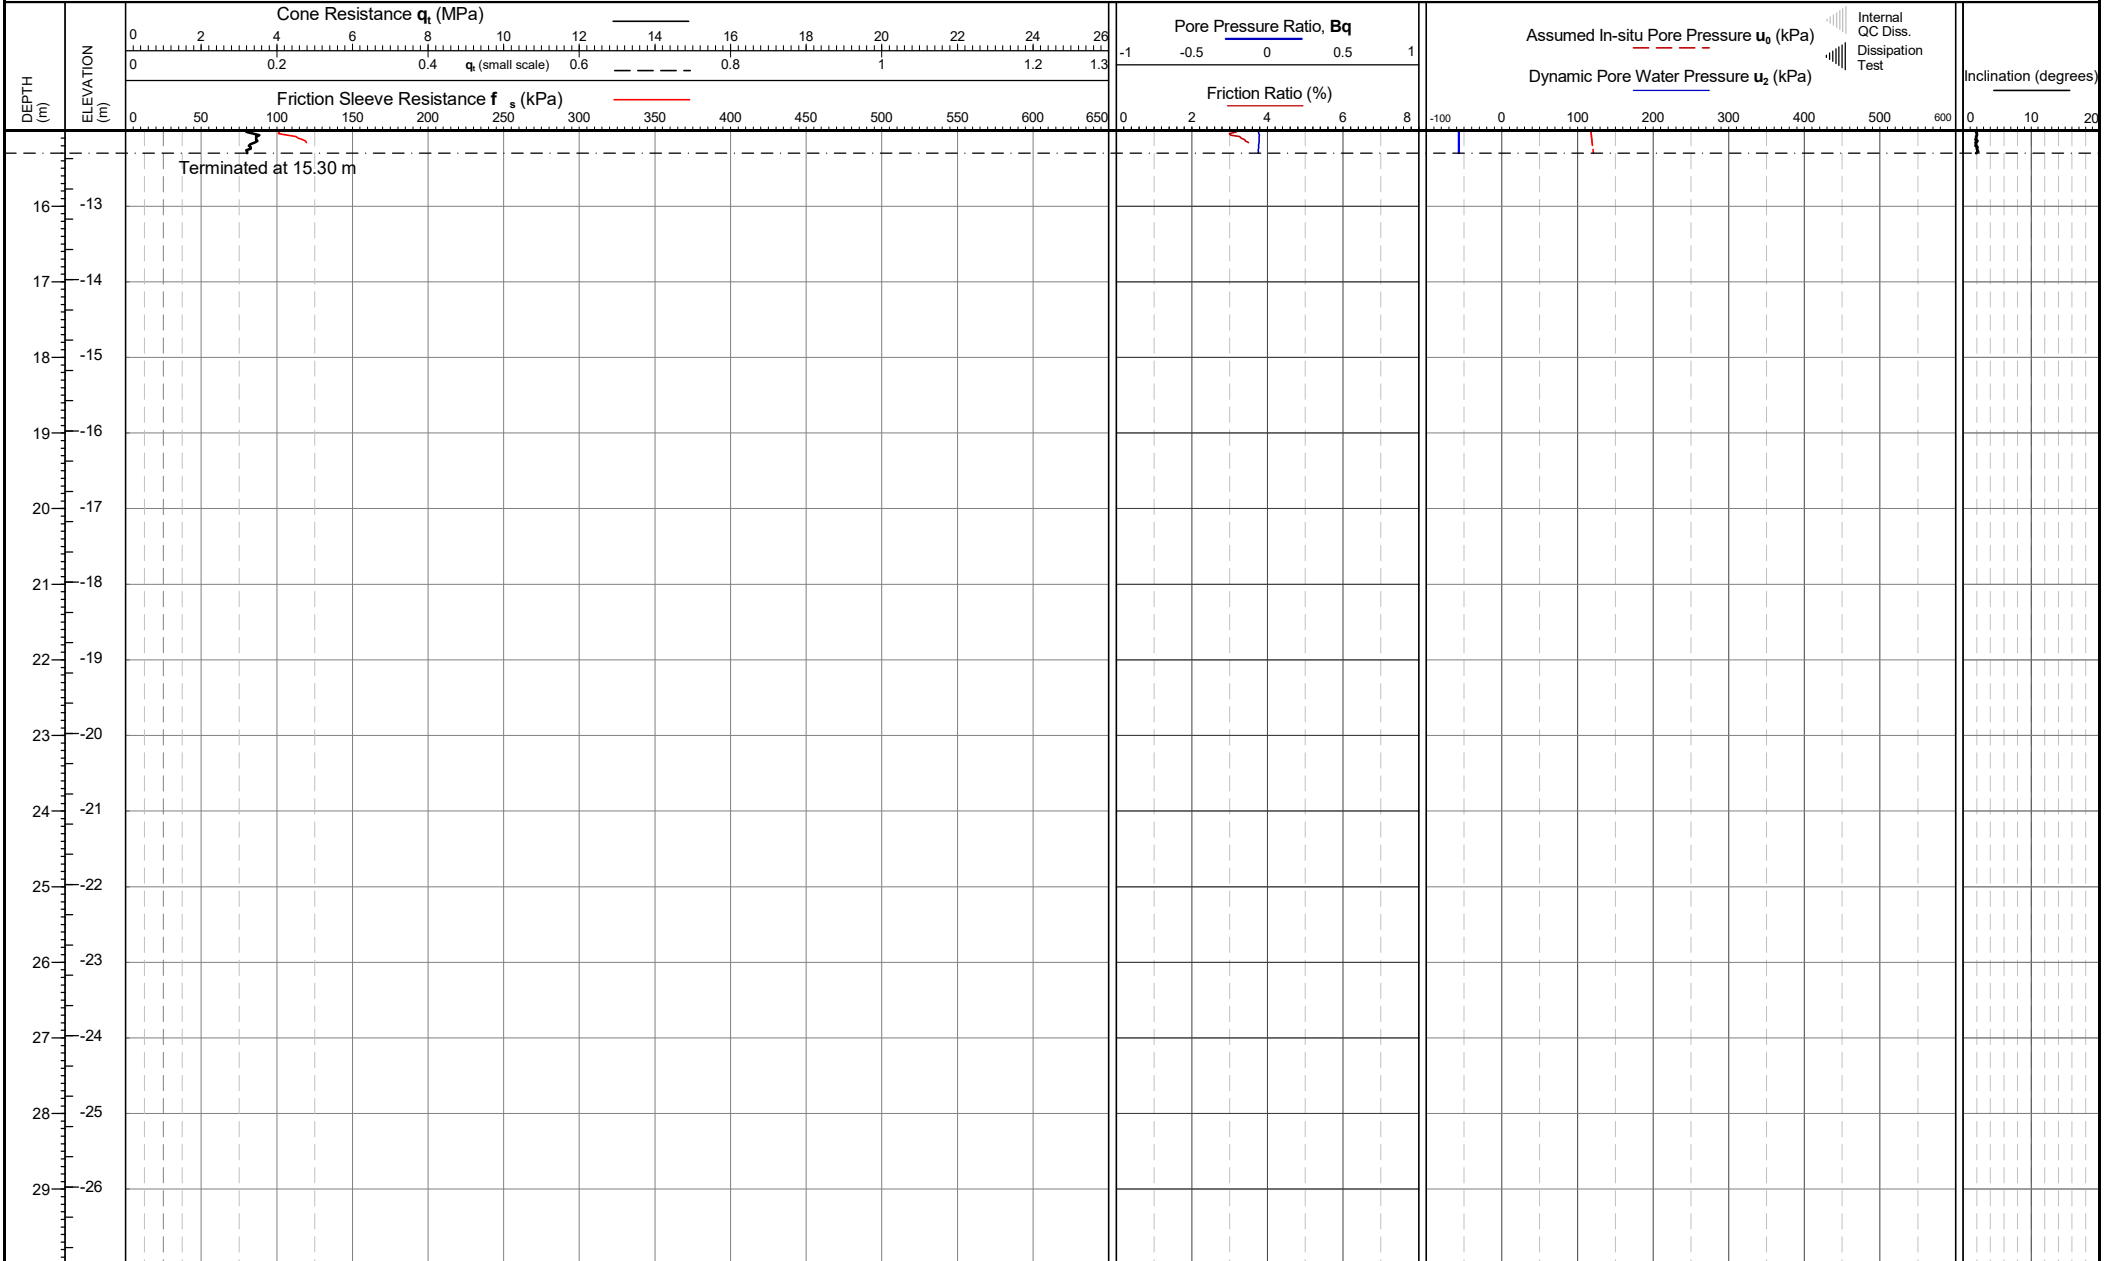 DEPTH (m)
ELEVATION (m)
Cone Resistance qt (MPa)
0 2 4 6 8 10 12 14 16 18 20 22 24 26
0 0.2 0.4 qt (small scale) 0.6 0.8 1 1.2 1.3
Friction Sleeve Resistance f s (kPa)
0 50 100 150 200 250 300 350 400 450 500 550 600 650
Pore Pressure Ratio, Bq
-1 -0.5 0 0.5 1
Friction Ratio (%)
0 2 4 6 8
Assumed In-situ Pore Pressure u0 (kPa)
Dynamic Pore Water Pressure u2 (kPa)
-100 0 100 200 300 400 500 600
Internal
QC Diss.
Dissipation
Test
Inclination (degrees)
0 10 20
Terminated at 15.30 m
16 -13
17 -14
18 -15
19 -16
20 -17
21 -18
22 -19
23 -20
24 -21
25 -22
26 -23
27 -24
28 -25
29 -26